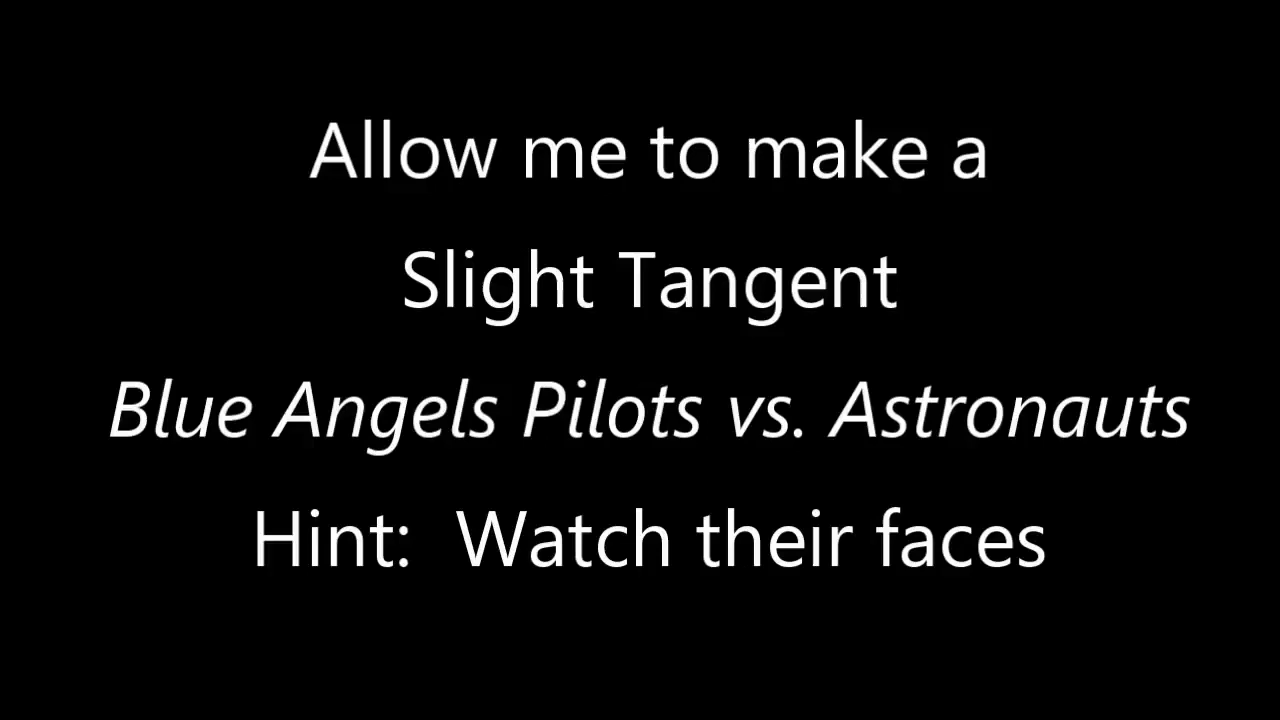 Allow me to make a
Slight Tangent
Blue Angels Pilots vs. Astronauts
Hint:  Watch their faces